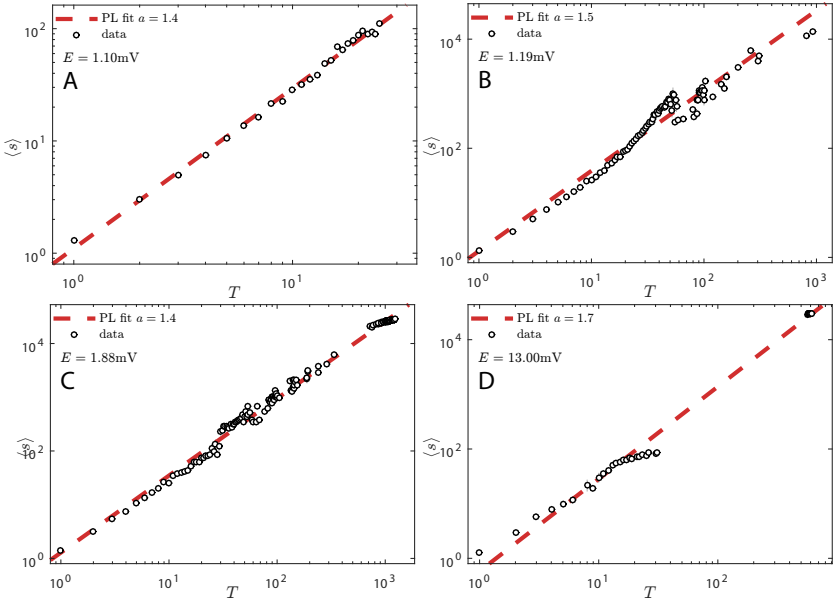 PL fit a = 1.4
data
E = 1.10mV
A
10^2
10^1
10^0
⟨s⟩
10^0
10^1
T
PL fit a = 1.5
data
E = 1.19mV
B
10^4
10^2
10^0
⟨s⟩
10^0
10^1
10^2
10^3
T
PL fit a = 1.4
data
E = 1.88mV
C
10^4
10^2
10^0
⟨s⟩
10^0
10^1
10^2
10^3
T
PL fit a = 1.7
data
E = 13.00mV
D
10^4
10^2
10^0
⟨s⟩
10^0
10^1
10^2
T